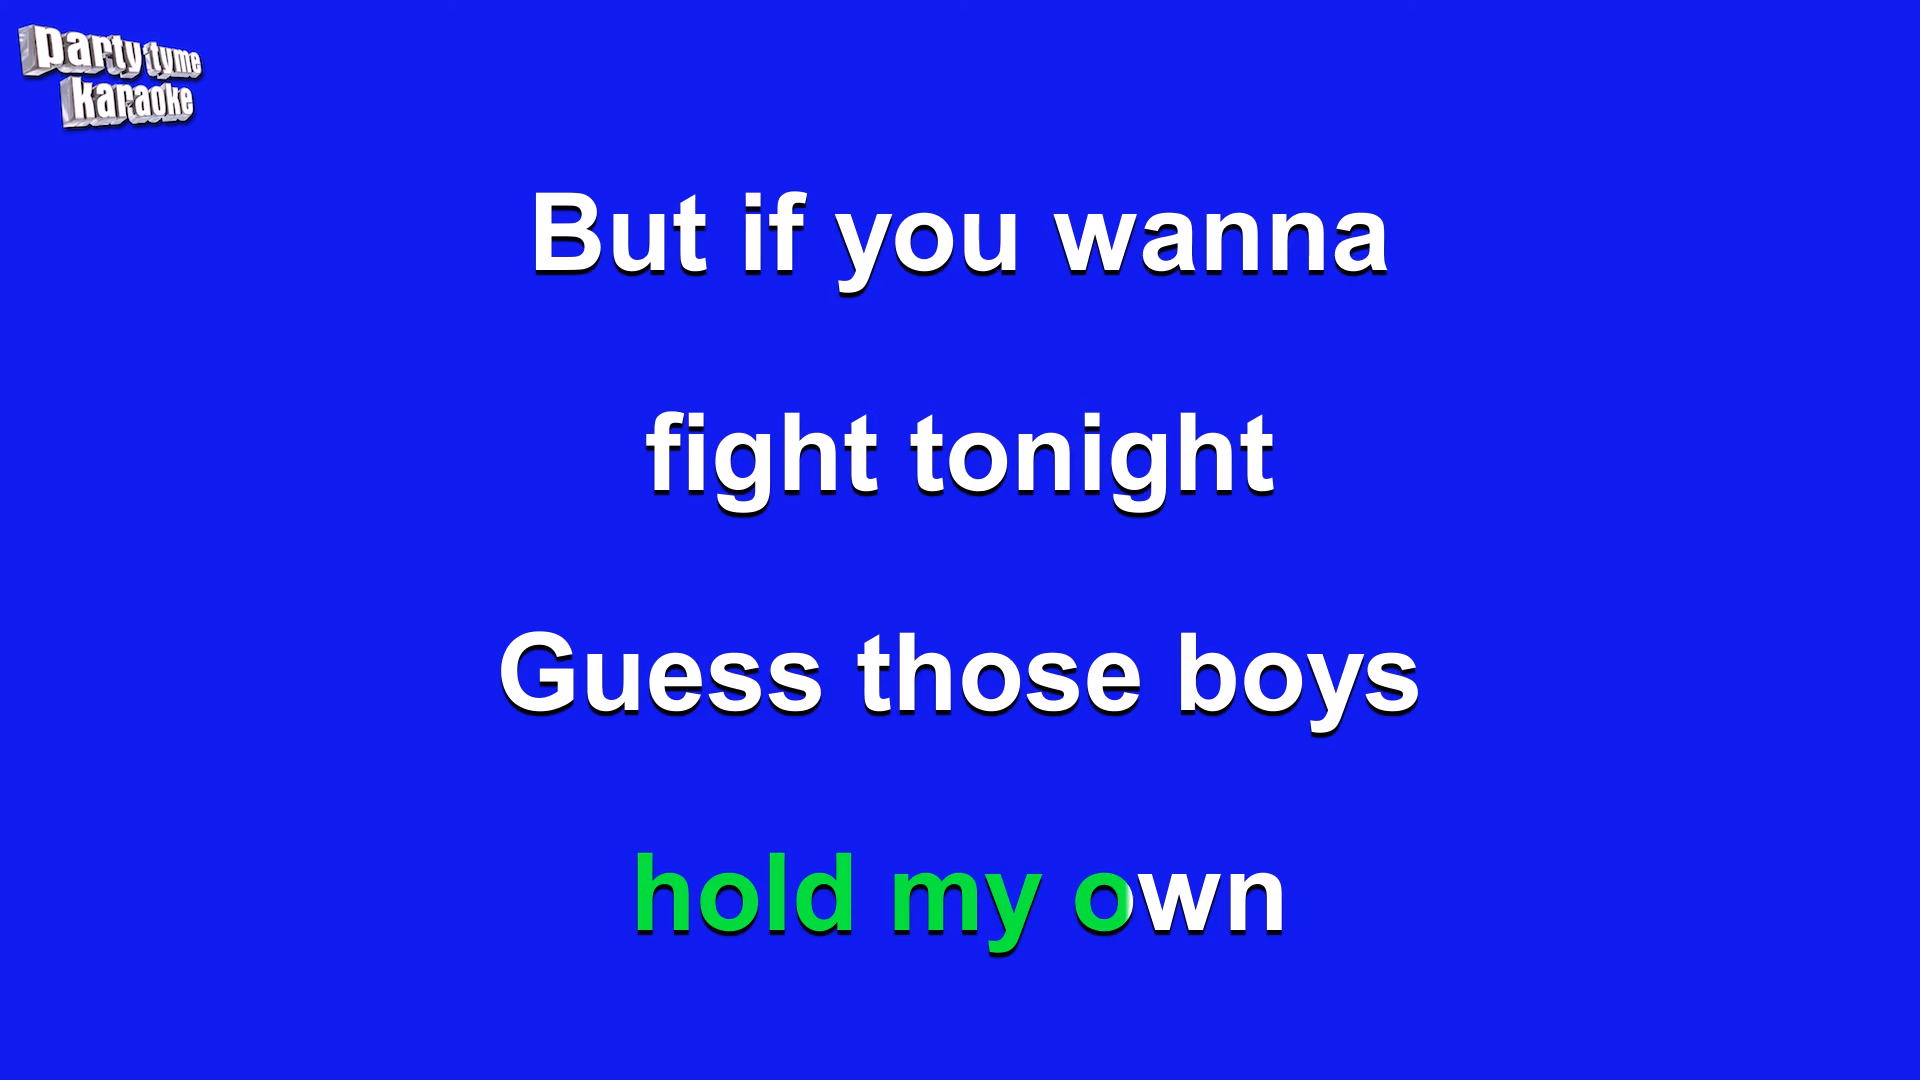 party tyme
karaoke
But if you wanna
fight tonight
Guess those boys
hold my own